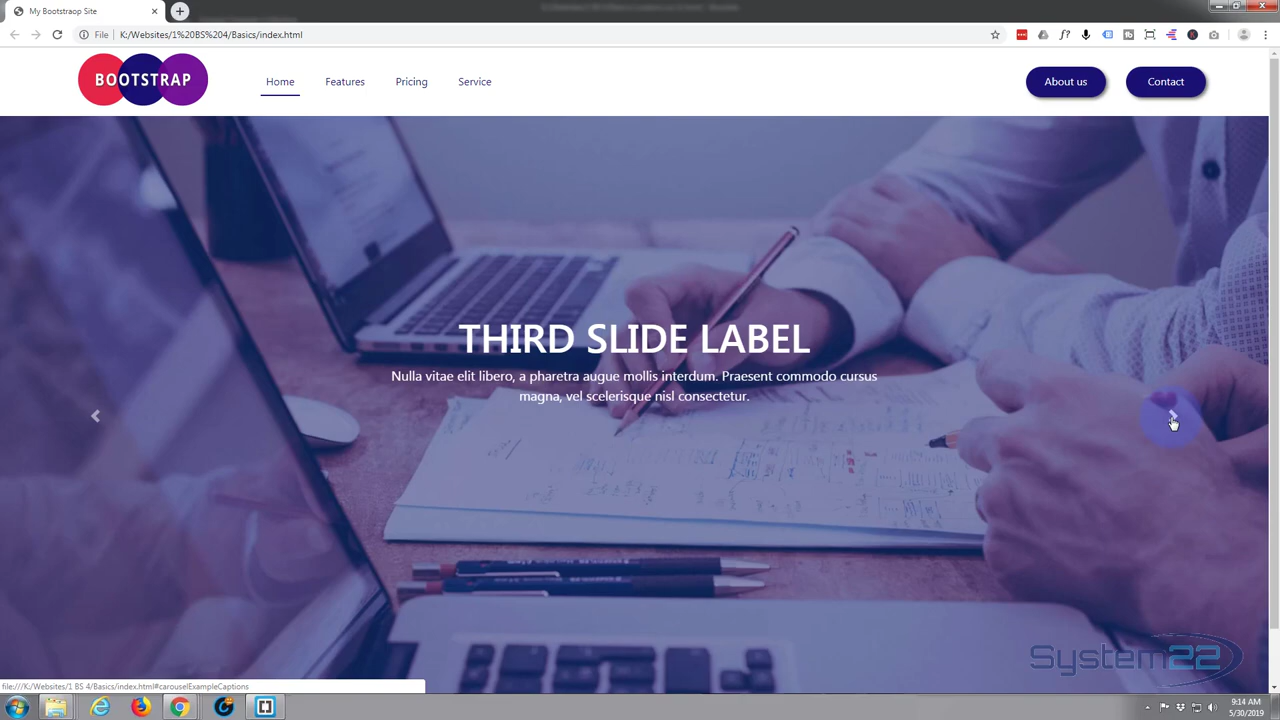 My Bootstraop Site
File
K:/Websites/1%20BS%204/Basics/index.html
BOOTSTRAP
Home
Features
Pricing
Service
About us
Contact
THIRD SLIDE LABEL
Nulla vitae elit libero, a pharetra augue mollis interdum. Praesent commodo cursus
magna, vel scelerisque nisl consectetur.
System22
file:///K:/Websites/1 BS 4/Basics/index.html#carouselExampleCaptions
9:14 AM
5/30/2019